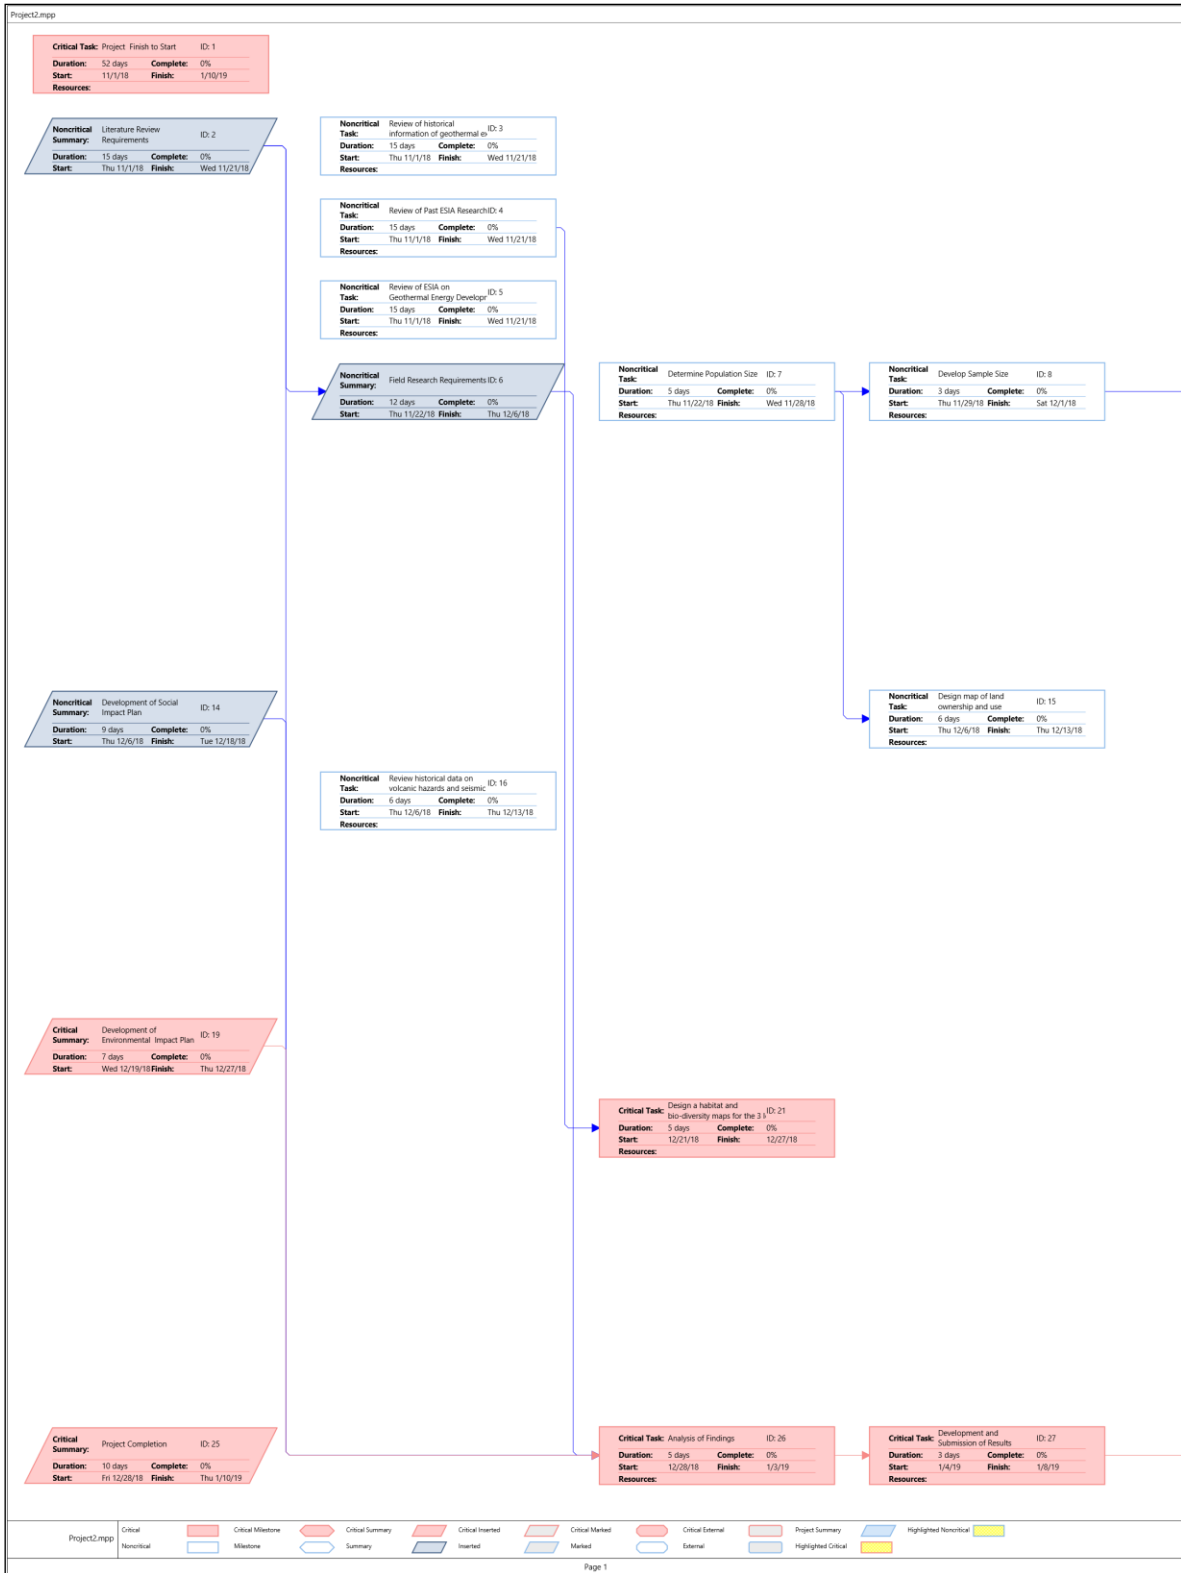 Project2.mpp
Critical Task: Project Finish to Start ID: 1
Duration: 52 days Complete: 0%
Start: 11/1/18 Finish: 1/10/19
Resources:
Noncritical Summary: Literature Review Requirements ID: 2
Duration: 15 days Complete: 0%
Start: Thu 11/1/18 Finish: Wed 11/21/18
Noncritical Task: Review of historical information of geothermal e ID: 3
Duration: 15 days Complete: 0%
Start: Thu 11/1/18 Finish: Wed 11/21/18
Resources:
Noncritical Task: Review of Past ESIA Research ID: 4
Duration: 15 days Complete: 0%
Start: Thu 11/1/18 Finish: Wed 11/21/18
Resources:
Noncritical Task: Review of ESIA on Geothermal Energy Develop ID: 5
Duration: 15 days Complete: 0%
Start: Thu 11/1/18 Finish: Wed 11/21/18
Resources:
Noncritical Summary: Field Research Requirements ID: 6
Duration: 12 days Complete: 0%
Start: Thu 11/22/18 Finish: Thu 12/6/18
Noncritical Task: Determine Population Size ID: 7
Duration: 5 days Complete: 0%
Start: Thu 11/22/18 Finish: Wed 11/28/18
Resources:
Noncritical Task: Develop Sample Size ID: 8
Duration: 3 days Complete: 0%
Start: Thu 11/29/18 Finish: Sat 12/1/18
Resources:
Noncritical Summary: Development of Social Impact Plan ID: 14
Duration: 9 days Complete: 0%
Start: Thu 12/6/18 Finish: Tue 12/18/18
Noncritical Task: Design map of land ownership and use ID: 15
Duration: 6 days Complete: 0%
Start: Thu 12/6/18 Finish: Thu 12/13/18
Resources:
Noncritical Task: Review historical data on volcanic hazards and seismic ID: 16
Duration: 6 days Complete: 0%
Start: Thu 12/6/18 Finish: Thu 12/13/18
Resources:
Critical Summary: Development of Environmental Impact Plan ID: 19
Duration: 7 days Complete: 0%
Start: Wed 12/19/18 Finish: Thu 12/27/18
Critical Task: Design a habitat and bio-diversity maps for the 3 ID: 21
Duration: 5 days Complete: 0%
Start: 12/21/18 Finish: 12/27/18
Resources:
Critical Summary: Project Completion ID: 25
Duration: 10 days Complete: 0%
Start: Fri 12/28/18 Finish: Thu 1/10/19
Critical Task: Analysis of Findings ID: 26
Duration: 5 days Complete: 0%
Start: 12/28/18 Finish: 1/3/19
Resources:
Critical Task: Development and Submission of Results ID: 27
Duration: 3 days Complete: 0%
Start: 1/4/19 Finish: 1/8/19
Resources:
Project2.mpp
Critical Critical Milestone Critical Summary Critical Inserted Critical Marked Critical External Project Summary Highlighted Noncritical
Noncritical Milestone Summary Inserted Marked External Highlighted Critical
Page 1